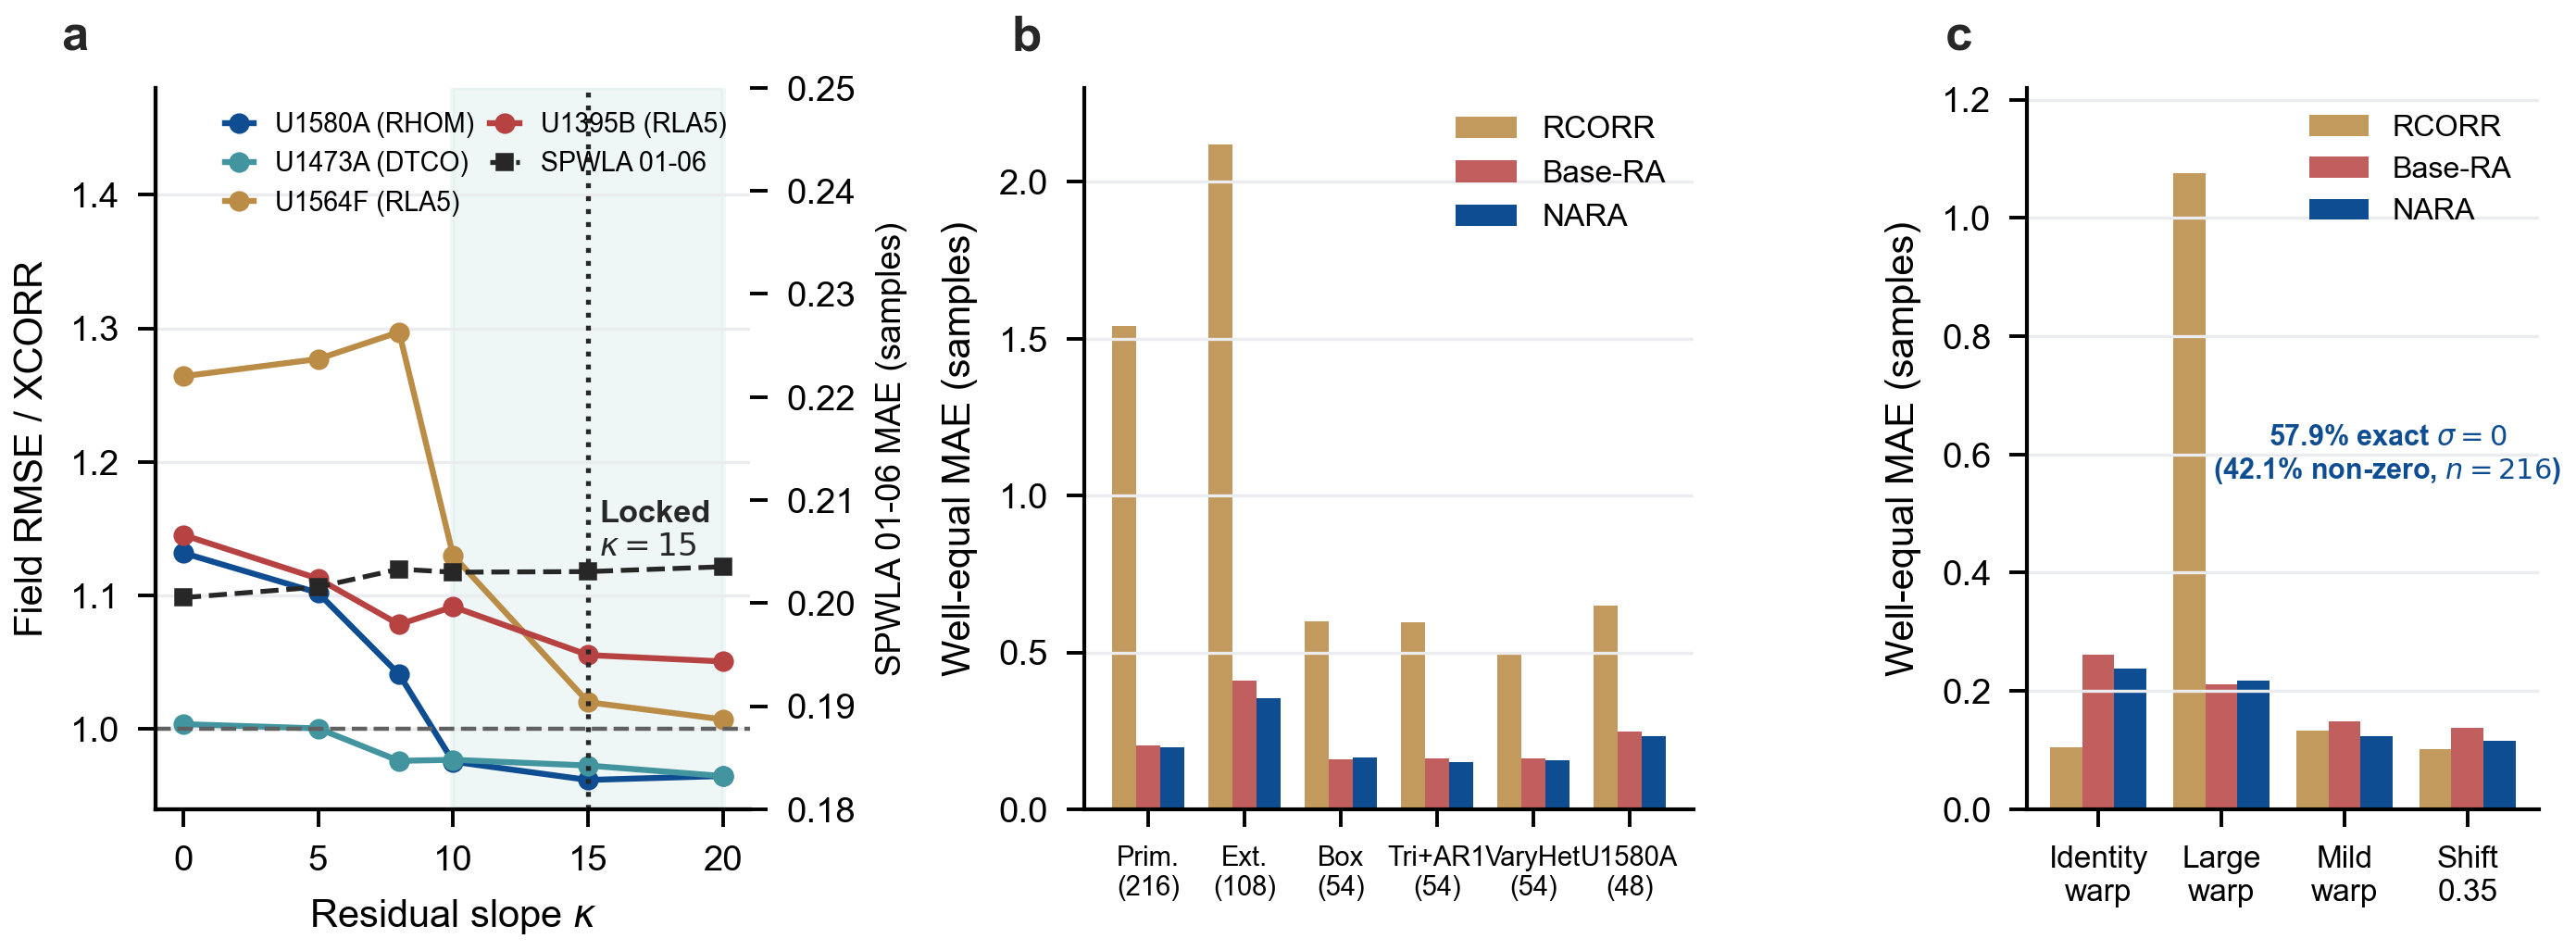 a
U1580A (RHOM)
U1473A (DTCO)
U1564F (RLA5)
U1395B (RLA5)
SPWLA 01-06
Field RMSE / XCORR
1.4
1.3
1.2
1.1
1.0
0.25
0.24
0.23
0.22
0.21
0.20
0.19
0.18
SPWLA 01-06 MAE (samples)
Locked
κ = 15
0 5 10 15 20
Residual slope κ
b
RCORR
Base-RA
NARA
Well-equal MAE (samples)
2.0
1.5
1.0
0.5
0.0
Prim. Ext. Box Tri+AR1 VaryHet U1580A
(216) (108) (54) (54) (54) (48)
c
RCORR
Base-RA
NARA
Well-equal MAE (samples)
1.2
1.0
0.8
0.6
0.4
0.2
0.0
57.9% exact σ = 0
(42.1% non-zero, n = 216)
Identity Large Mild Shift
warp warp warp 0.35